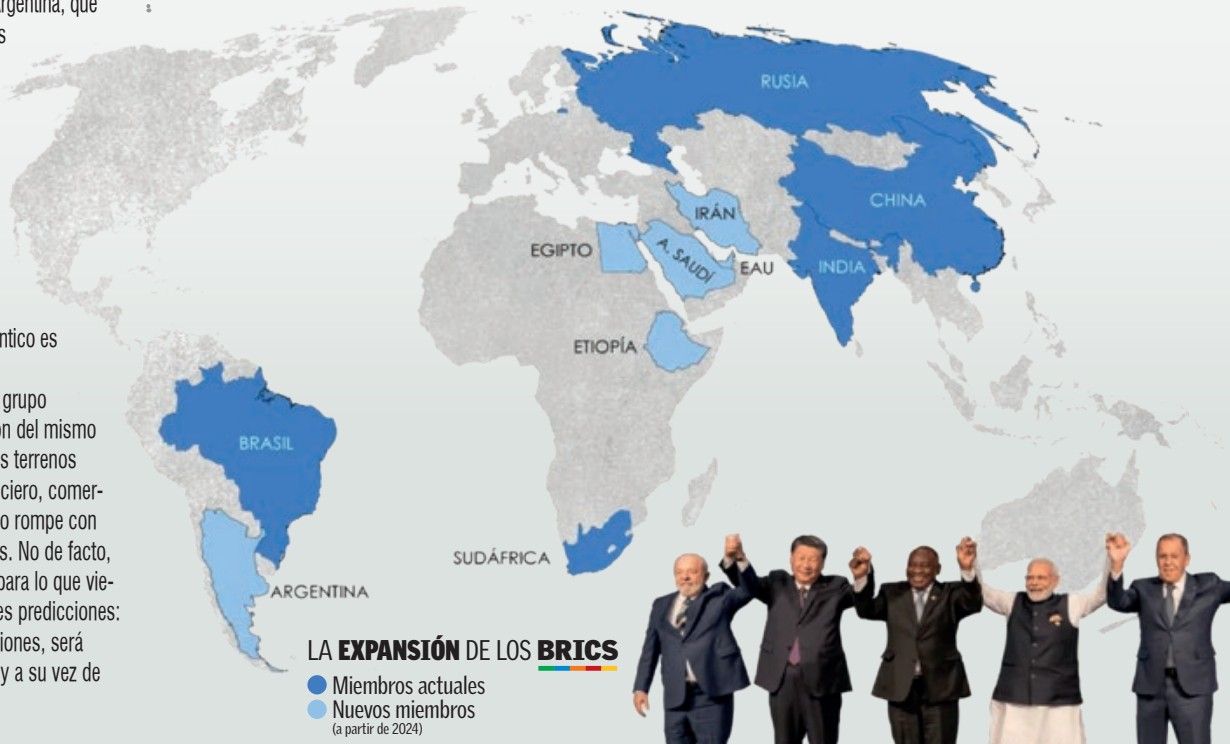 rgentina, que
s
ntico es
grupo
ón del mismo
s terrenos
ciero, comer-
o rompe con
s. No de facto,
para lo que vie-
es predicciones:
iones, será
y a su vez de
RUSIA
CHINA
IRÁN
EGIPTO
A. SAUDÍ
EAU
INDIA
ETIOPÍA
BRASIL
SUDÁFRICA
ARGENTINA
LA EXPANSIÓN DE LOS BRICS
Miembros actuales
Nuevos miembros
(a partir de 2024)